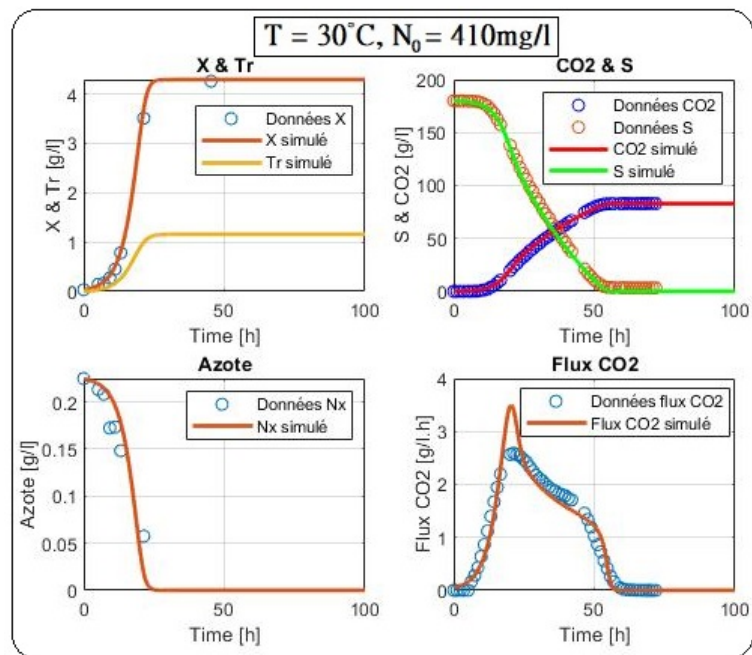 T = 30°C, N₀ = 410mg/l
X & Tr
4
3
2
1
0
X & Tr [g/l]
Données X
X simulé
Tr simulé
0 50 100
Time [h]
CO2 & S
200
150
100
50
0
S & CO2 [g/l]
Données CO2
Données S
CO2 simulé
S simulé
0 50 100
Time [h]
Azote
0.2
0.15
0.1
0.05
0
Azote [g/l]
Données Nx
Nx simulé
0 50 100
Time [h]
Flux CO2
4
3
2
1
0
Flux CO2 [g/l.h]
Données flux CO2
Flux CO2 simulé
0 50 100
Time [h]